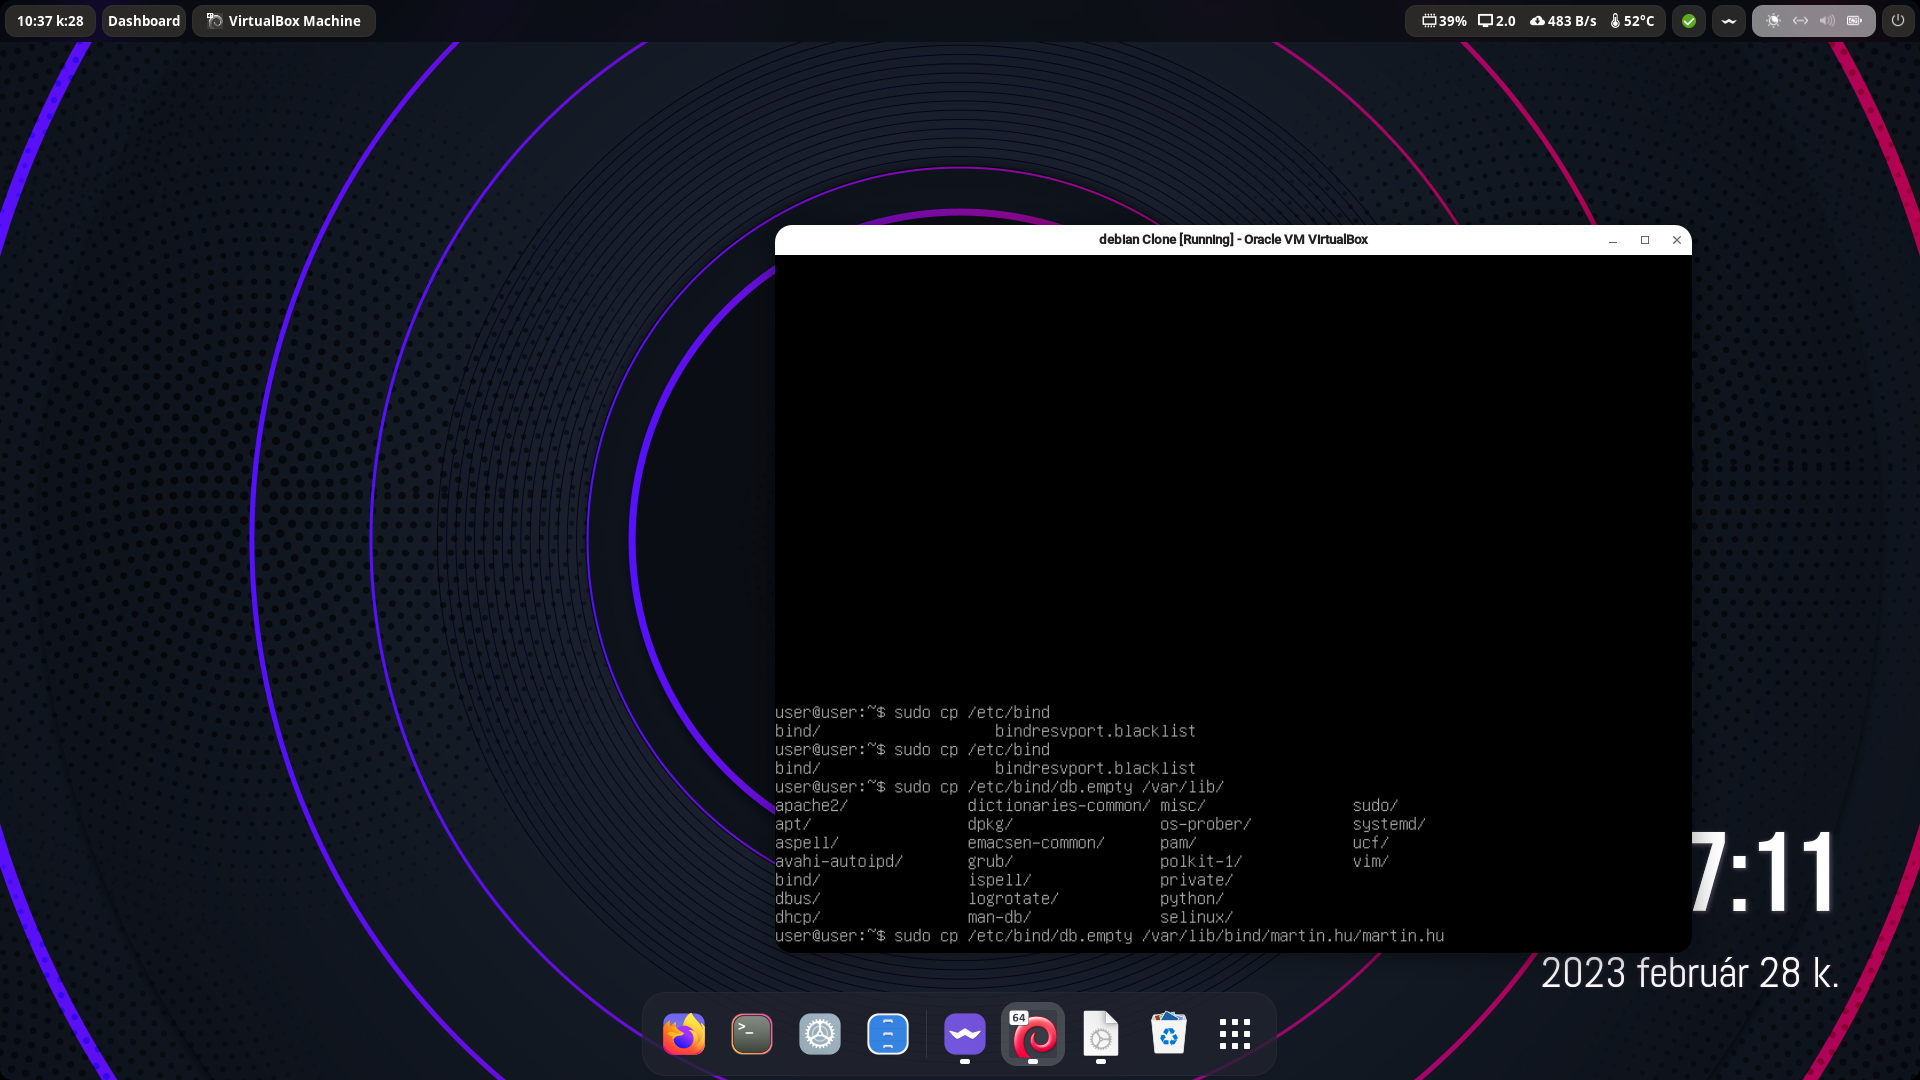 10:37 k:28 Dashboard VirtualBox Machine 39% 2.0 483 B/s 52°C
debian Clone [Running] - Oracle VM VirtualBox
user@user:~$ sudo cp /etc/bind
bind/ bindresvport.blacklist
user@user:~$ sudo cp /etc/bind
bind/ bindresvport.blacklist
user@user:~$ sudo cp /etc/bind/db.empty /var/lib/
apache2/ dictionaries-common/ misc/ sudo/
apt/ dpkg/ os-prober/ systemd/
aspell/ emacsen-common/ pam/ ucf/
avahi-autoipd/ grub/ polkit-1/ vim/
bind/ ispell/ private/
dbus/ logrotate/ python/
dhcp/ man-db/ selinux/
user@user:~$ sudo cp /etc/bind/db.empty /var/lib/bind/martin.hu/martin.hu
7:11
2023 február 28 k.
>_
64